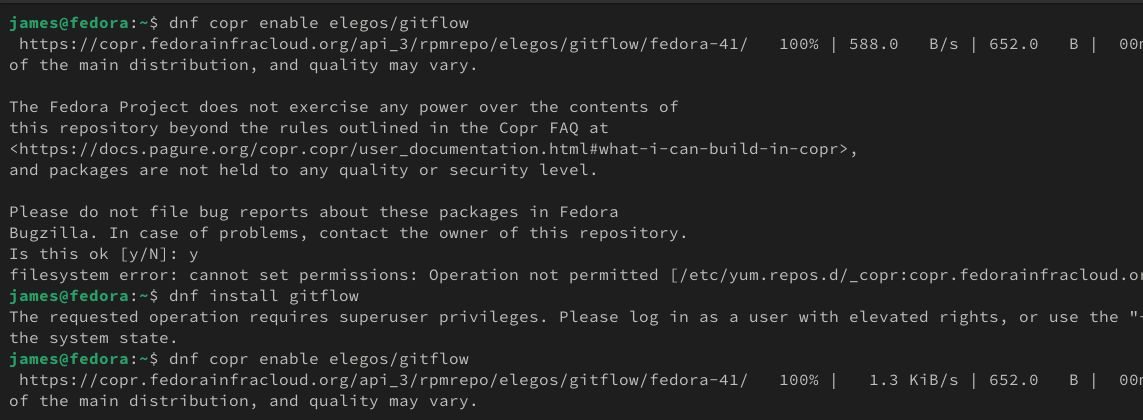 james@fedora:~$ dnf copr enable elegos/gitflow
https://copr.fedorainfracloud.org/api_3/rpmrepo/elegos/gitflow/fedora-41/   100% | 588.0   B/s | 652.0   B |  00m
of the main distribution, and quality may vary.
The Fedora Project does not exercise any power over the contents of
this repository beyond the rules outlined in the Copr FAQ at
<https://docs.pagure.org/copr.copr/user_documentation.html#what-i-can-build-in-copr>,
and packages are not held to any quality or security level.
Please do not file bug reports about these packages in Fedora
Bugzilla. In case of problems, contact the owner of this repository.
Is this ok [y/N]: y
filesystem error: cannot set permissions: Operation not permitted [/etc/yum.repos.d/_copr:copr.fedorainfracloud.or
james@fedora:~$ dnf install gitflow
The requested operation requires superuser privileges. Please log in as a user with elevated rights, or use the "-
the system state.
james@fedora:~$ dnf copr enable elegos/gitflow
https://copr.fedorainfracloud.org/api_3/rpmrepo/elegos/gitflow/fedora-41/   100% |   1.3 KiB/s | 652.0   B |  00m
of the main distribution, and quality may vary.